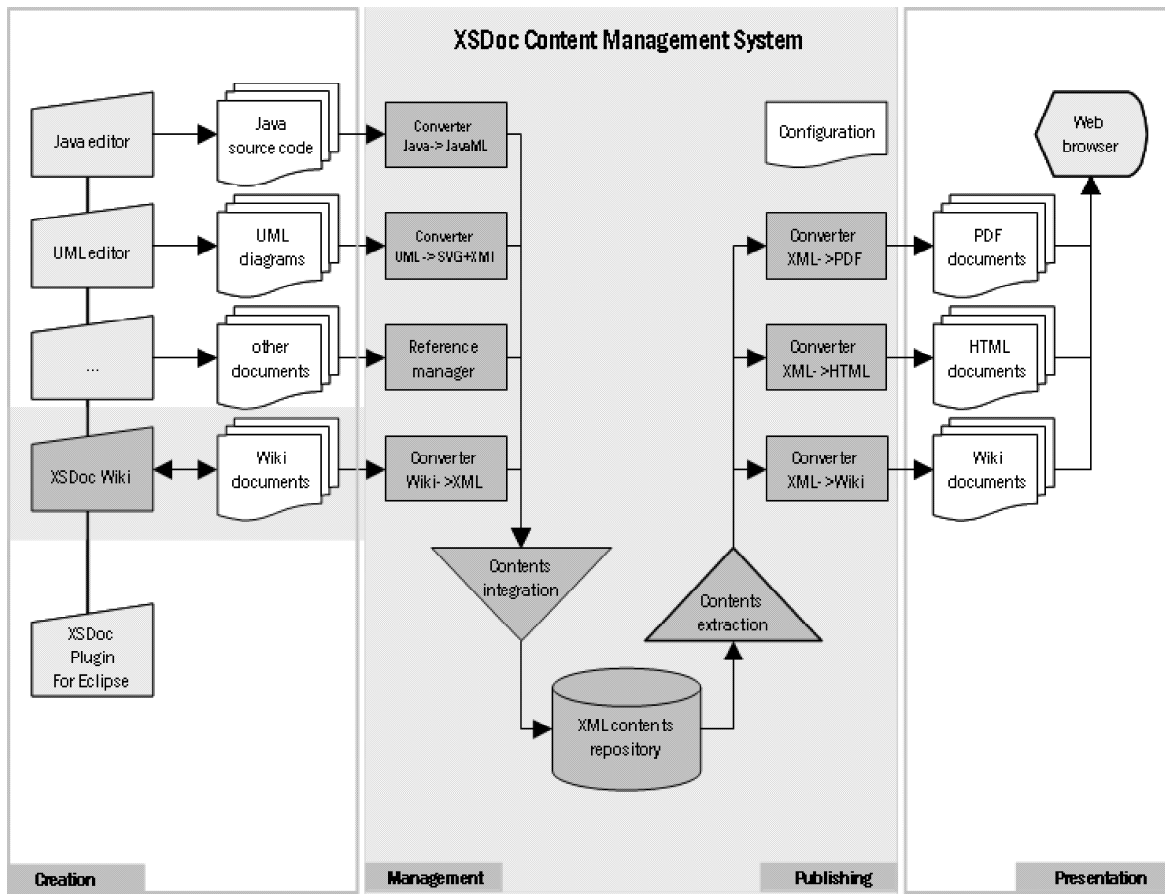 XSDoc Content Management System
Java editor
Java
source code
Converter
Java-> JavaML
Configuration
Web
browser
UML editor
UML
diagrams
Converter
UML-> SVG+XMI
Converter
XML->PDF
PDF
documents
...
other
documents
Reference
manager
Converter
XML->HTML
HTML
documents
XSDoc Wiki
Wiki
documents
Converter
Wiki->XML
Converter
XML->Wiki
Wiki
documents
Contents
integration
Contents
extraction
XSDoc
Plugin
For Eclipse
XML contents
repository
Creation
Management
Publishing
Presentation